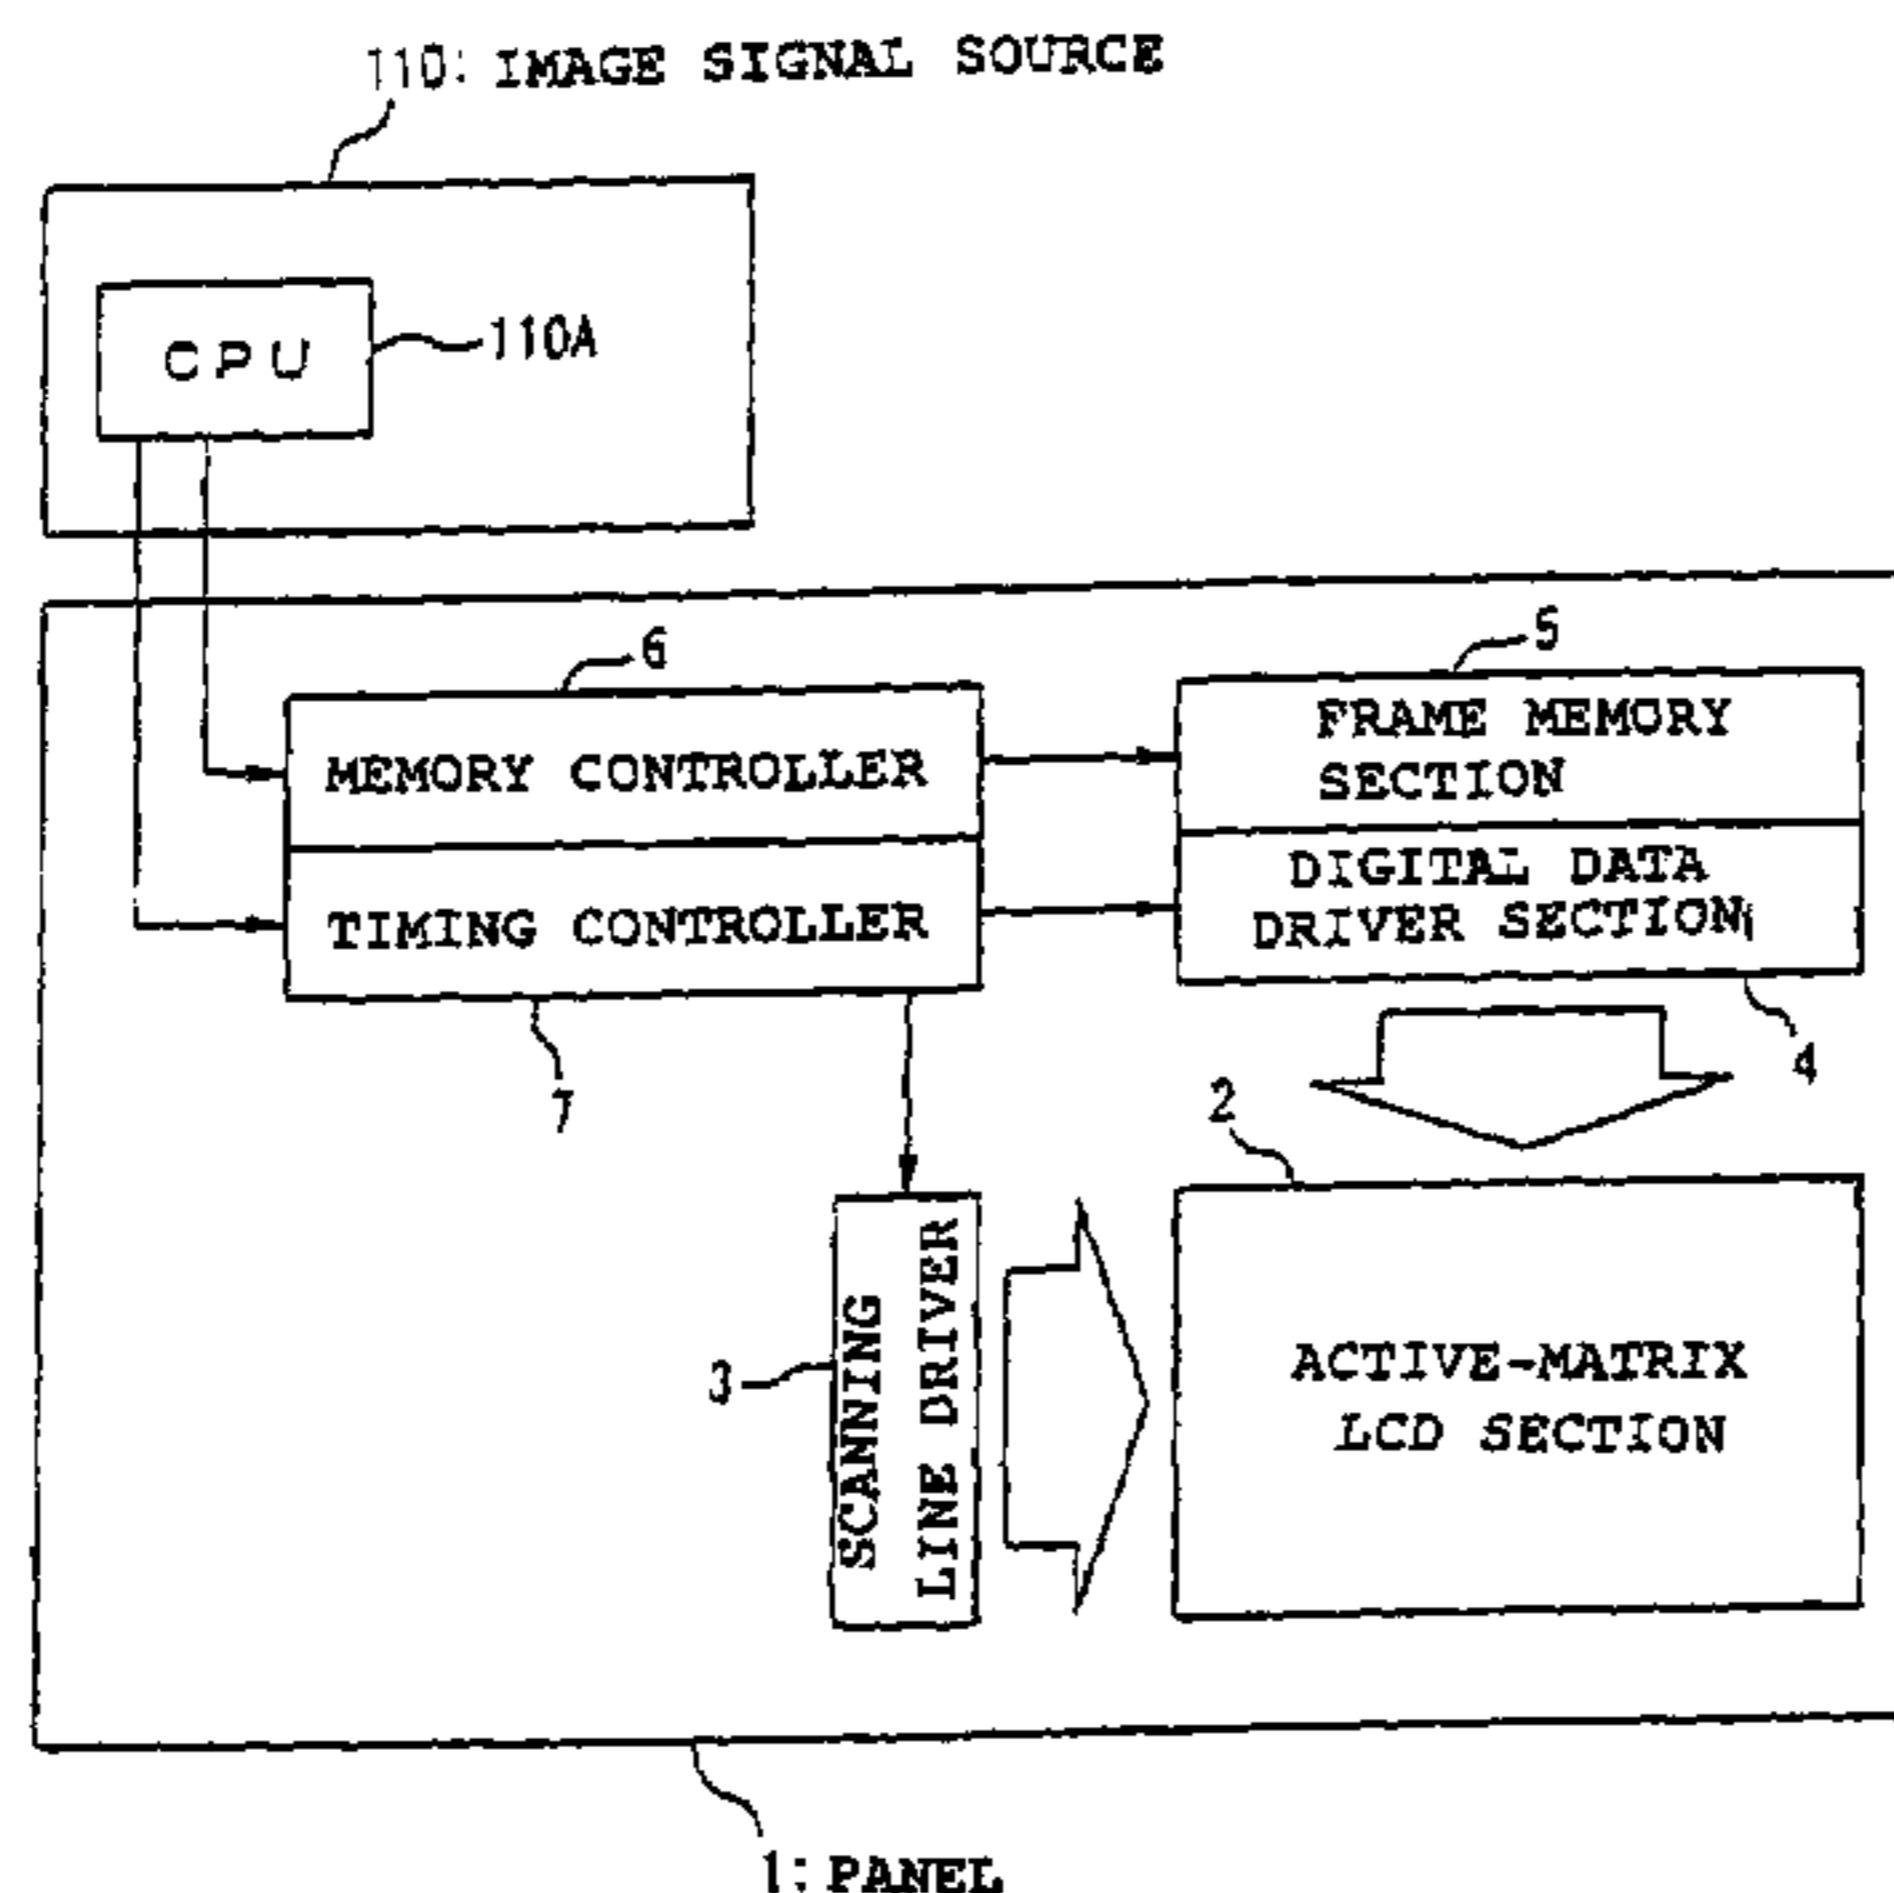 110: IMAGE SIGNAL SOURCE
CPU
110A
6
5
MEMORY CONTROLLER
FRAME MEMORY
SECTION
TIMING CONTROLLER
DIGITAL DATA
DRIVER SECTION
7
4
2
3
SCANNING
LINE DRIVER
ACTIVE-MATRIX
LCD SECTION
1: PANEL